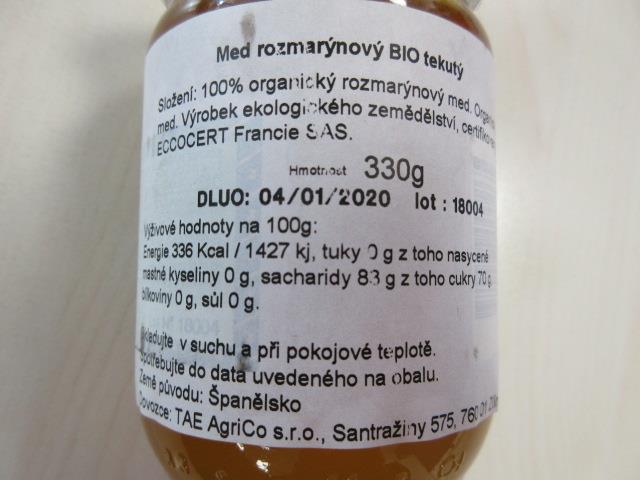 Med rozmarýnový BIO tekutý
Složení: 100% organický rozmarýnový med.
med. Výrobek ekologického zemědělství,
ECCOCERT Francie SAS.
Hmotnost 330g
DLUO: 04/01/2020 lot : 18004
Výživové hodnoty na 100g:
Energie 336 Kcal / 1427 kj, tuky 0 g z toho nasycené
mastné kyseliny 0 g, sacharidy 83 g z toho cukry 70 g
bílkoviny 0 g, sůl 0 g.
skladujte v suchu a při pokojové teplotě.
Spotřebujte do data uvedeného na obalu.
Země původu: Španělsko
Dovozce: TAE AgriCo s.r.o., Santražiny 575, 760 01